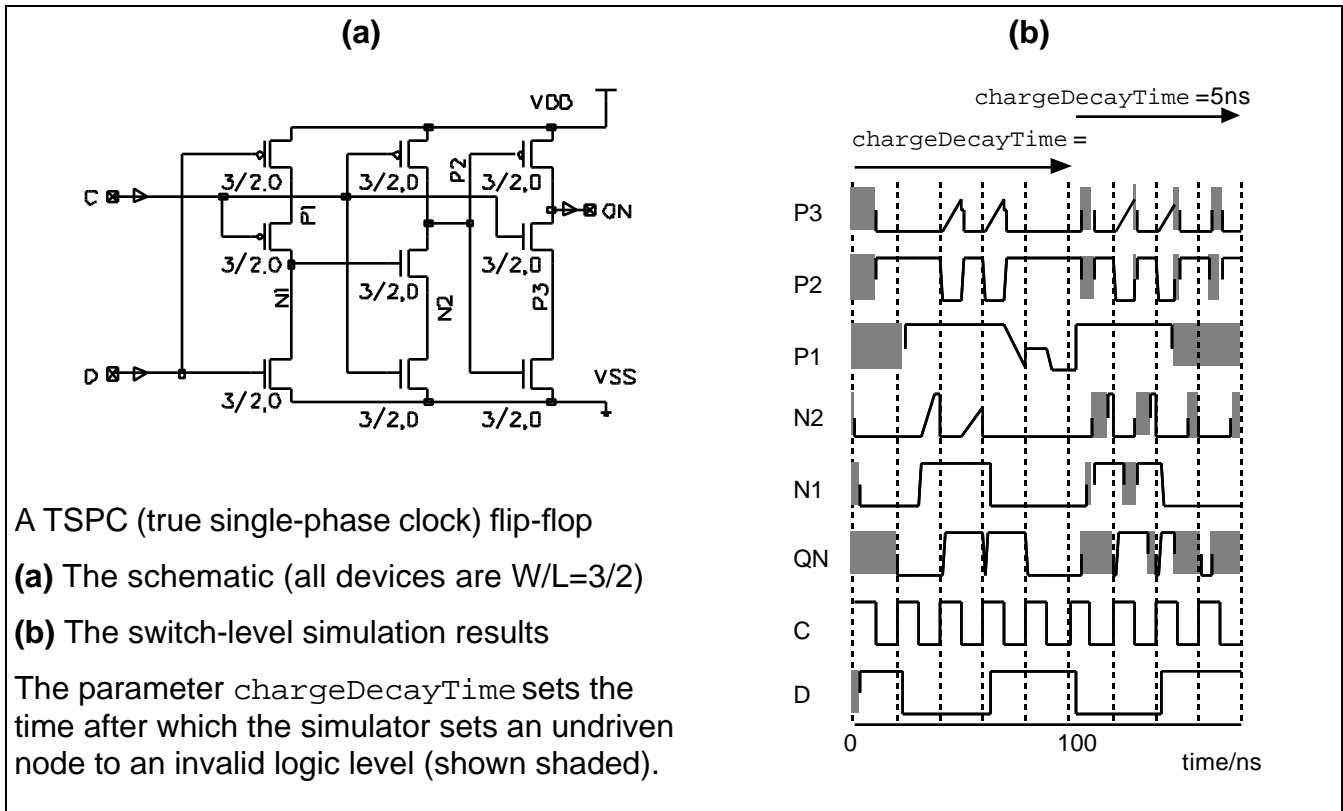 (a)
(b)
VDD
chargeDecayTime =5ns
chargeDecayTime =
P2
3/2,0
3/2,0
3/2,0
C
QN
P1
3/2,0
3/2,0
3/2,0
N1
N2
P3
D
VSS
3/2,0
3/2,0
3/2,0
A TSPC (true single-phase clock) flip-flop
(a) The schematic (all devices are W/L=3/2)
(b) The switch-level simulation results
The parameter chargeDecayTime sets the
time after which the simulator sets an undriven
node to an invalid logic level (shown shaded).
P3
P2
P1
N2
N1
QN
C
D
0
100
time/ns